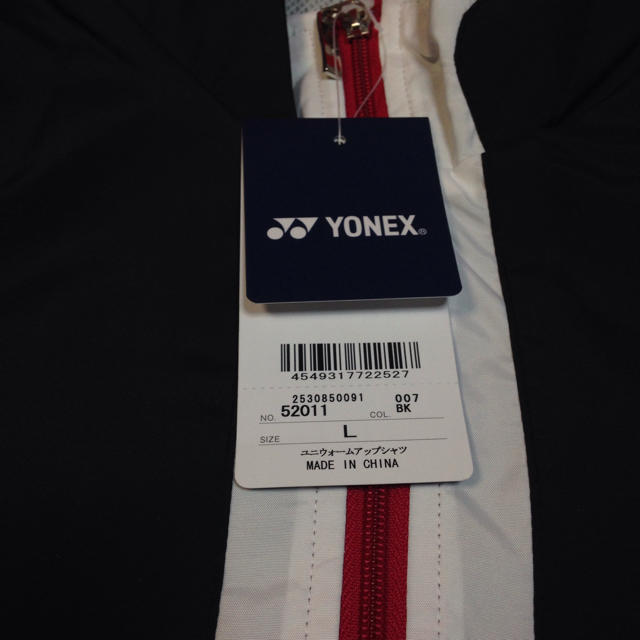 YONEX®
4549317722527
2530850091 007
NO. 52011 COL. BK
SIZE L
ユニウォームアップシャツ
MADE IN CHINA